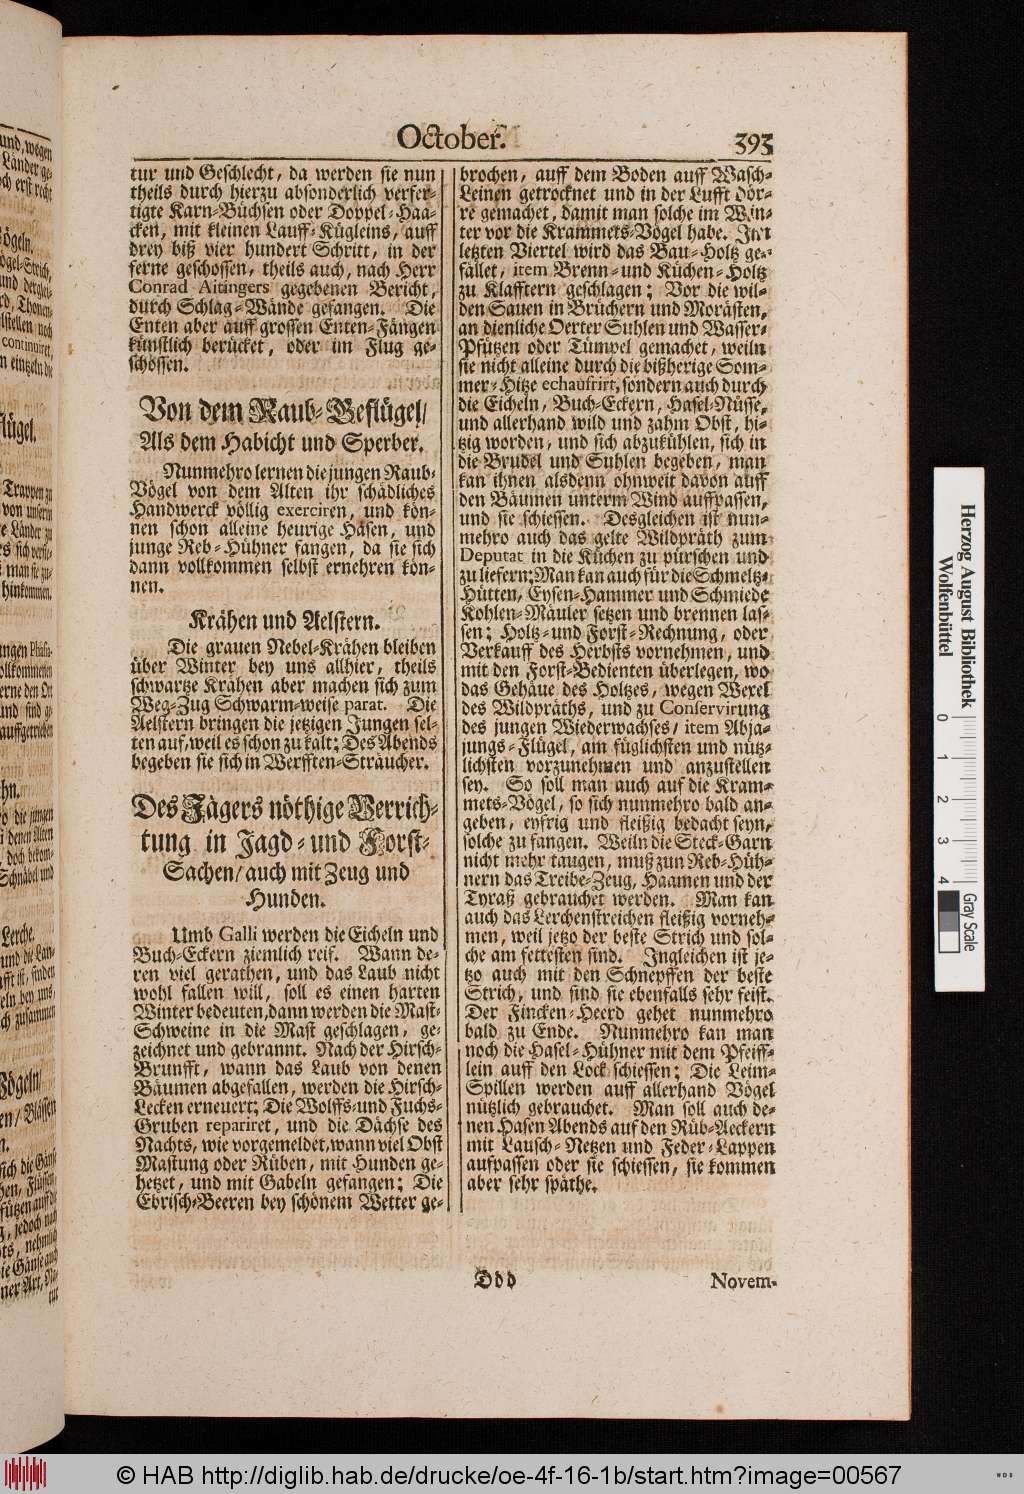 October.
393
tur und Geschlecht, da werden sie nun
theils durch hierzu absonderlich verfer-
tigte Karn-Büchsen oder Doppel-Haa-
cken, mit kleinen Lauff-Kügleins, auff
drey biß vier hundert Schritt, in der
ferne geschossen, theils auch, nach Herr
Conrad Aitingers gegebenen Bericht,
durch Schlag-Wände gefangen. Die
Enten aber auff grossen Enten-Fängen
künstlich berücket, oder im Flug ge-
schossen.
Von dem Raub-Geflügel/
Als dem Habicht und Sperber.
Nunmehro lernen die jungen Raub-
Vögel von dem Alten ihr schädliches
Handwerck völlig exerciren, und kön-
nen schon alleine heurige Hasen, und
junge Reb-Hühner fangen, da sie sich
dann vollkommen selbst ernehren kön-
nen.
Krähen und Aelstern.
Die grauen Nebel-Krähen bleiben
über Winter bey uns allhier, theils
schwartze Krähen aber machen sich zum
Weg-Zug Schwarm-weise parat. Die
Aelstern bringen die jetzigen Jungen sel-
ten auf, weil es schon zu kalt; Des Abends
begeben sie sich in Werfften-Sträucher.
Des Jägers nöthige Verrich-
tung in Jagd-und Forst-
Sachen/ auch mit Zeug und
Hunden.
Umb Galli werden die Eicheln und
Buch-Eckern ziemlich reif. Wann de-
ren viel gerathen, und das Laub nicht
wohl fallen will, soll es einen harten
Winter bedeuten, dann werden die Mast-
Schweine in die Mast geschlagen, ge-
zeichnet und gebrannt. Nach der Hirsch-
Brunfft, wann das Laub von denen
Bäumen abgefallen, werden die Hirsch-
Lecken erneuert; Die Wolffs-und Fuchs-
Gruben repariret, und die Dächse des
Nachts, wie vorgemeldet, wann viel Obst
Mastung oder Rüben, mit Hunden ge-
hetzet, und mit Gabeln gefangen; Die
Ebrisch-Beeren bey schönem Wetter ge-
brochen, auff dem Boden auff Wasch-
Leinen getrocknet und in der Lufft dör-
re gemachet, damit man solche im Win-
ter vor die Krammets-Vögel habe. Im
letzten Viertel wird das Bau-Holtz ge-
fället, item Brenn-und Küchen-Holtz
zu Klafftern geschlagen; Vor die wil-
den Sauen in Brüchern und Morästen,
an dienliche Oerter Suhlen und Wasser-
Pfützen oder Tümpel gemachet, weiln
sie nicht alleine durch die bißherige Som-
mer-Hitze echaufirt, sondern auch durch
die Eicheln, Buch-Eckern, Hasel-Nüsse,
und allerhand wild und zahm Obst, hi-
tzig worden, und sich abzukühlen, sich in
die Brudel und Suhlen begeben, man
kan ihnen alsdenn ohnweit davon auff
den Bäumen unterm Wind auffpassen,
und sie schiessen. Desgleichen ist nun-
mehro auch das gelte Wildpräth zum
Deputat in die Küchen zu pürschen und
zu liefern; Man kan auch für die Schmeltz-
Hütten, Eysen-Hammer und Schmiede
Kohlen-Mäuler setzen und brennen las-
sen; Holtz-und Forst-Rechnung, oder
Verkauff des Herbsts vornehmen, und
mit den Forst-Bedienten überlegen, wo
das Gehäue des Holtzes, wegen Wexel
des Wildpräths, und zu Conservirung
des jungen Wiederwachses/ item Abja-
jungs-Flügel, am füglichsten und nütz-
lichsten vorzunehmen und anzustellen
sey. So soll man auch auf die Kram-
mets-Vögel, so sich nunmehro bald an-
geben, eyfrig und fleißig bedacht seyn,
solche zu fangen. Weiln die Steck-Garn
nicht mehr taugen, muß zun Reb-Hüh-
nern das Treibe-Zeug, Haamen und der
Tyraß gebrauchet werden. Man kan
auch das Lerchenstreichen fleißig vorneh-
men, weil jetzo der beste Strich und sol-
che am fettesten sind. Ingleichen ist je-
tzo auch mit den Schnepffen der beste
Strich, und sind sie ebenfalls sehr feist.
Der Fincken-Heerd gehet nunmehro
bald zu Ende. Nunmehro kan man
noch die Hasel-Hühner mit dem Pfeiff-
lein auff den Lock schiessen; Die Leim-
Spillen werden auff allerhand Vögel
nützlich gebrauchet. Man soll auch de-
nen Hasen Abends auf den Rüb-Aeckern
mit Lausch-Netzen und Feder-Lappen
aufpassen oder sie schiessen, sie kommen
aber sehr späthe.
Ddd
Novem-
Herzog August Bibliothek
Wolfenbüttel
0 1 2 3 4
Gray Scale
© HAB http://diglib.hab.de/drucke/oe-4f-16-1b/start.htm?image=00567